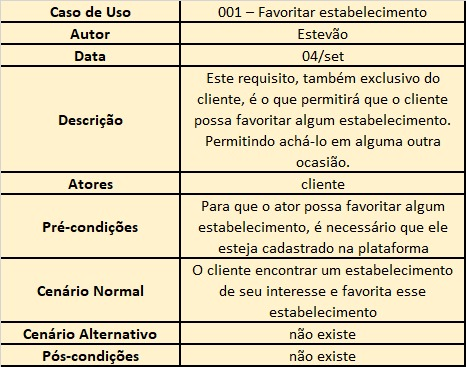 Caso de Uso 001 – Favoritar estabelecimento
Autor Estevão
Data 04/set
Descrição
Este requisito, também exclusivo do
cliente, é o que permitirá que o cliente
possa favoritar algum estabelecimento.
Permitindo achá-lo em alguma outra
ocasião.
Atores cliente
Pré-condições
Para que o ator possa favoritar algum
estabelecimento, é necessário que ele
esteja cadastrado na plataforma
Cenário Normal
O cliente encontrar um estabelecimento
de seu interesse e favorita esse
estabelecimento
Cenário Alternativo não existe
Pós-condições não existe